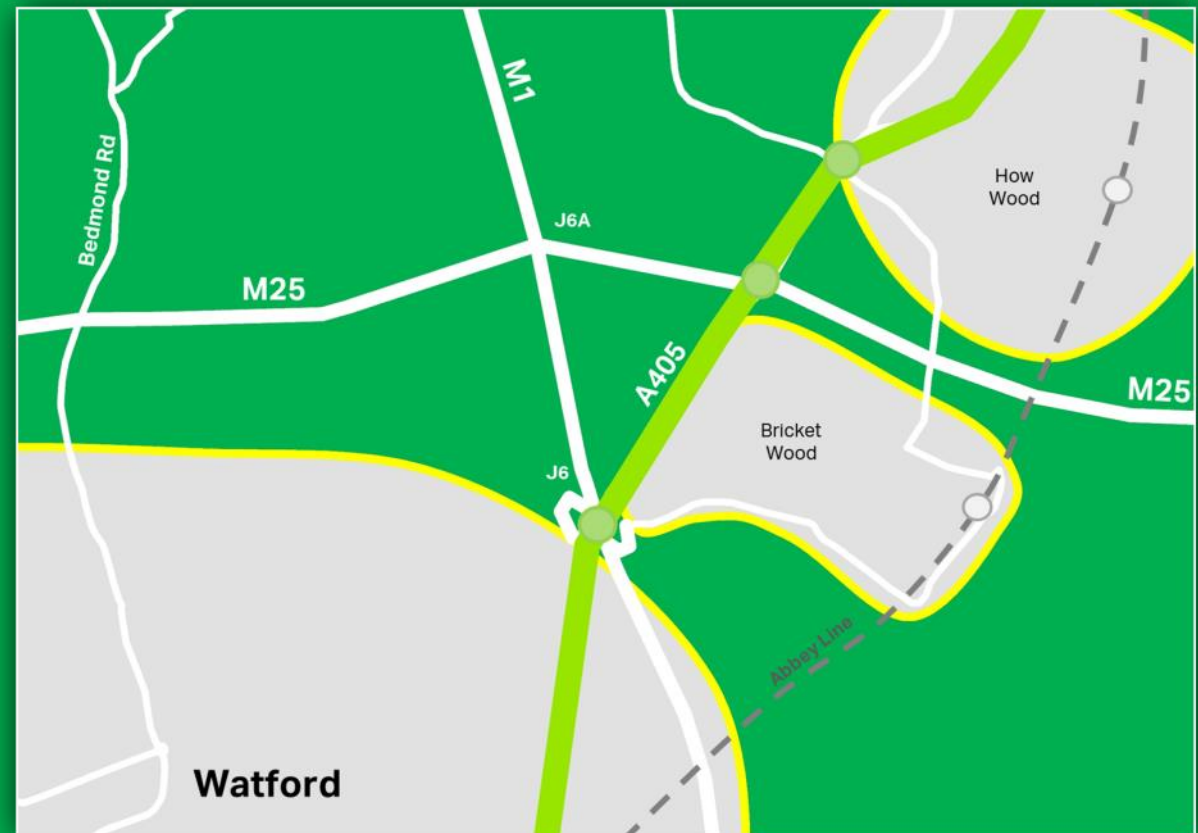 M1
Bedmond Rd
How
Wood
J6A
M25
A405
M25
Bricket
Wood
J6
Abbey Line
Watford